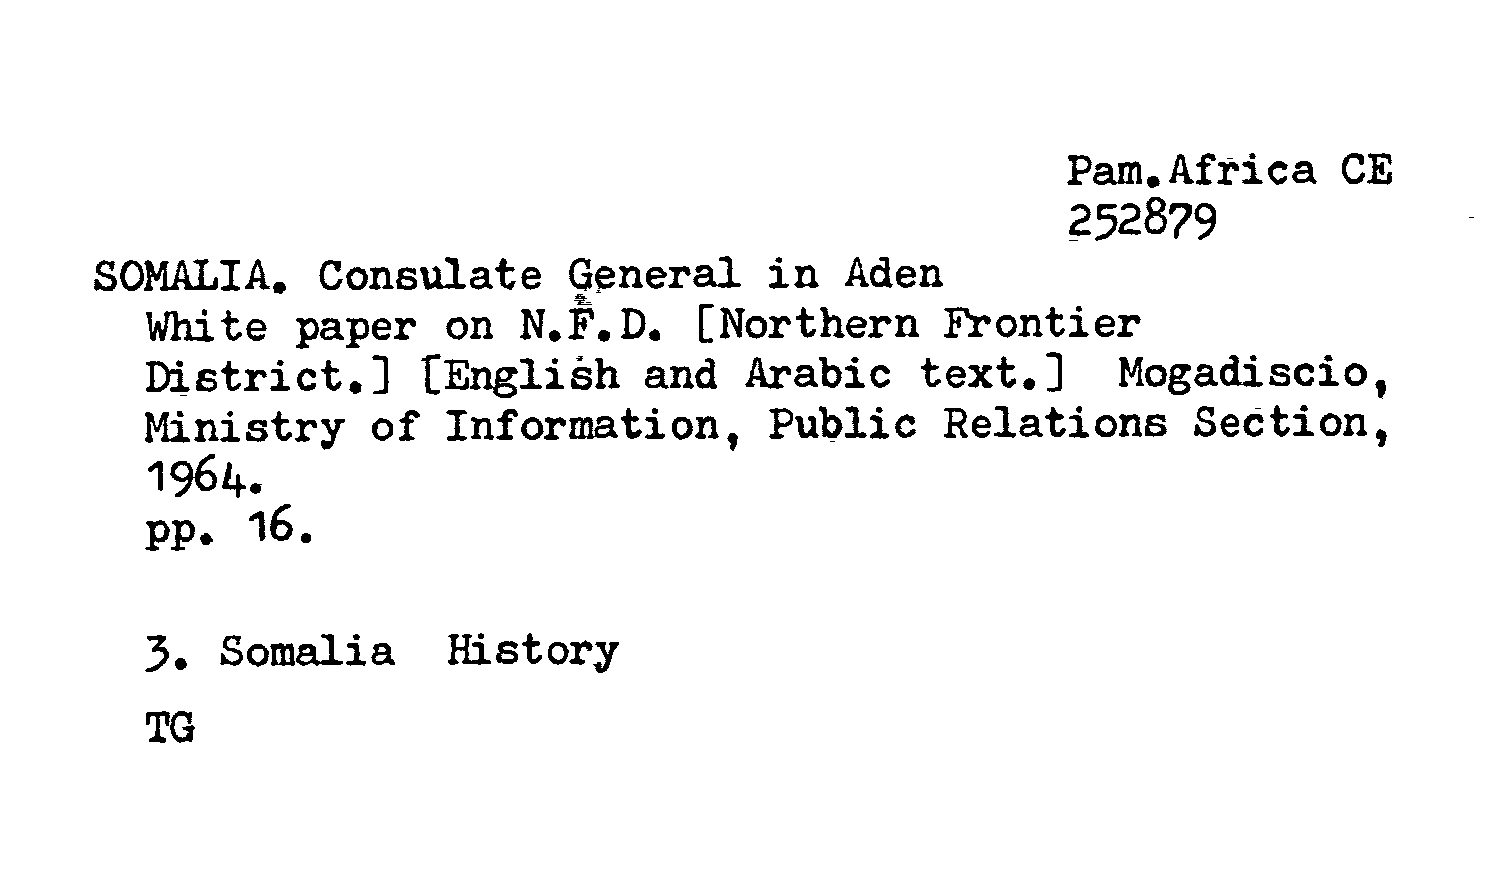 Pam.Africa CE
252879
SOMALIA. Consulate General in Aden
White paper on N.F.D. [Northern Frontier
District.] [English and Arabic text.] Mogadiscio,
Ministry of Information, Public Relations Section,
1964.
pp. 16.
3. Somalia History
TG